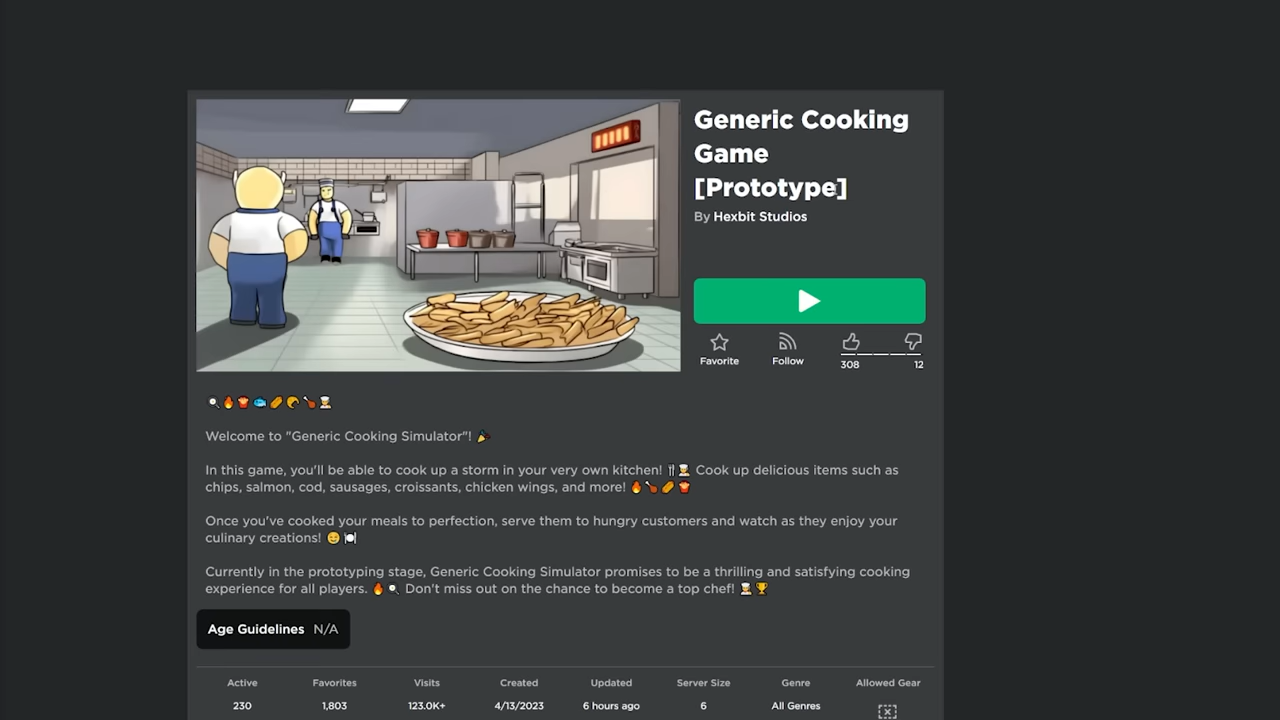 Generic Cooking
Game
[Prototype]
By Hexbit Studios
Favorite
Follow
308
12
Welcome to "Generic Cooking Simulator"! 🎉
In this game, you'll be able to cook up a storm in your very own kitchen! 🍴👨‍🍳 Cook up delicious items such as
chips, salmon, cod, sausages, croissants, chicken wings, and more! 🔥🍗🥖🍟
Once you've cooked your meals to perfection, serve them to hungry customers and watch as they enjoy your
culinary creations! 😋🍽️
Currently in the prototyping stage, Generic Cooking Simulator promises to be a thrilling and satisfying cooking
experience for all players. 🔥🍳 Don't miss out on the chance to become a top chef! 👨‍🍳🏆
Age Guidelines N/A
Active
Favorites
Visits
Created
Updated
Server Size
Genre
Allowed Gear
230
1,803
123.0K+
4/13/2023
6 hours ago
6
All Genres